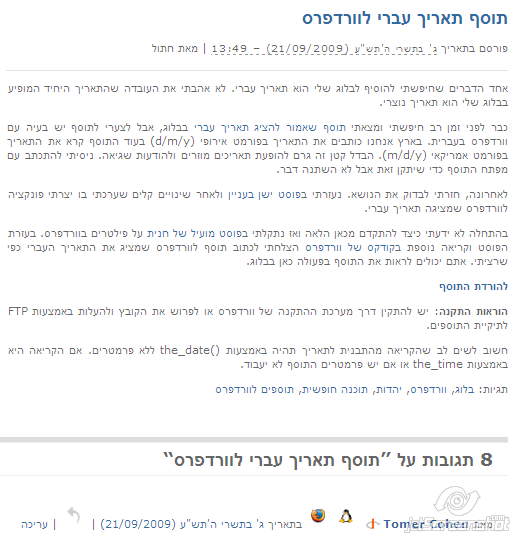 תוסף תאריך עברי לוורדפרס
פורסם בתאריך ג' בתשרי ה'תש"ע (21/09/2009) – 13:49 | מאת חתול
אחד הדברים שחיפשתי להוסיף לבלוג שלי הוא תאריך עברי. לא אהבתי את העובדה שהתאריך היחיד המופיע
בבלוג שלי הוא תאריך נוצרי.
כבר לפני זמן רב חיפשתי ומצאתי תוסף שאמור להציג תאריך עברי בבלוג, אבל לצערי לתוסף יש בעיה עם
וורדפרס בעברית. בארץ אנחנו כותבים את התאריך בפורמט אירופי (d/m/y) בעוד התוסף קרא את התאריך
בפורמט אמריקאי (m/d/y). הבדל קטן זה גרם להופעת תאריכים מוזרים ולהודעות שגיאה. ניסיתי להתכתב עם
מפתח התוסף כדי שיתקן זאת אבל לא השתנה דבר.
לאחרונה, חזרתי לבדוק את הנושא. נעזרתי בפוסט ישן בעניין ולאחר שינויים קלים שערכתי בו יצרתי פונקציה
לוורדפרס שמציגה תאריך עברי.
בהתחלה לא ידעתי כיצד להתקדם מכאן הלאה ואז נתקלתי בפוסט מועיל של חנית על פילטרים בוורדפרס. בעזרת
הפוסט וקריאה נוספת בקודקס של וורדפרס הצלחתי לכתוב תוסף לוורדפרס שמציג את התאריך העברי כפי
שרציתי. אתם יכולים לראות את התוסף בפעולה כאן בבלוג.
להורדת התוסף
הוראות התקנה: יש להתקין דרך מערכת ההתקנה של וורדפרס או לפרוש את הקובץ ולהעלות באמצעות FTP
לתיקיית התוספים.
חשוב לשים לב שהקריאה מהתבנית לתאריך תהיה באמצעות the_date() ללא פרמטרים. אם הקריאה היא
באמצעות the_time או אם יש פרמטרים התוסף לא יעבוד.
תגיות: בלוג, וורדפרס, יהדות, תוכנה חופשית, תוספים לוורדפרס
8 תגובות על "תוסף תאריך עברי לוורדפרס"
מאת Tomer Cohen בתאריך ג' בתשרי ה'תש"ע (21/09/2009) | | עריכה